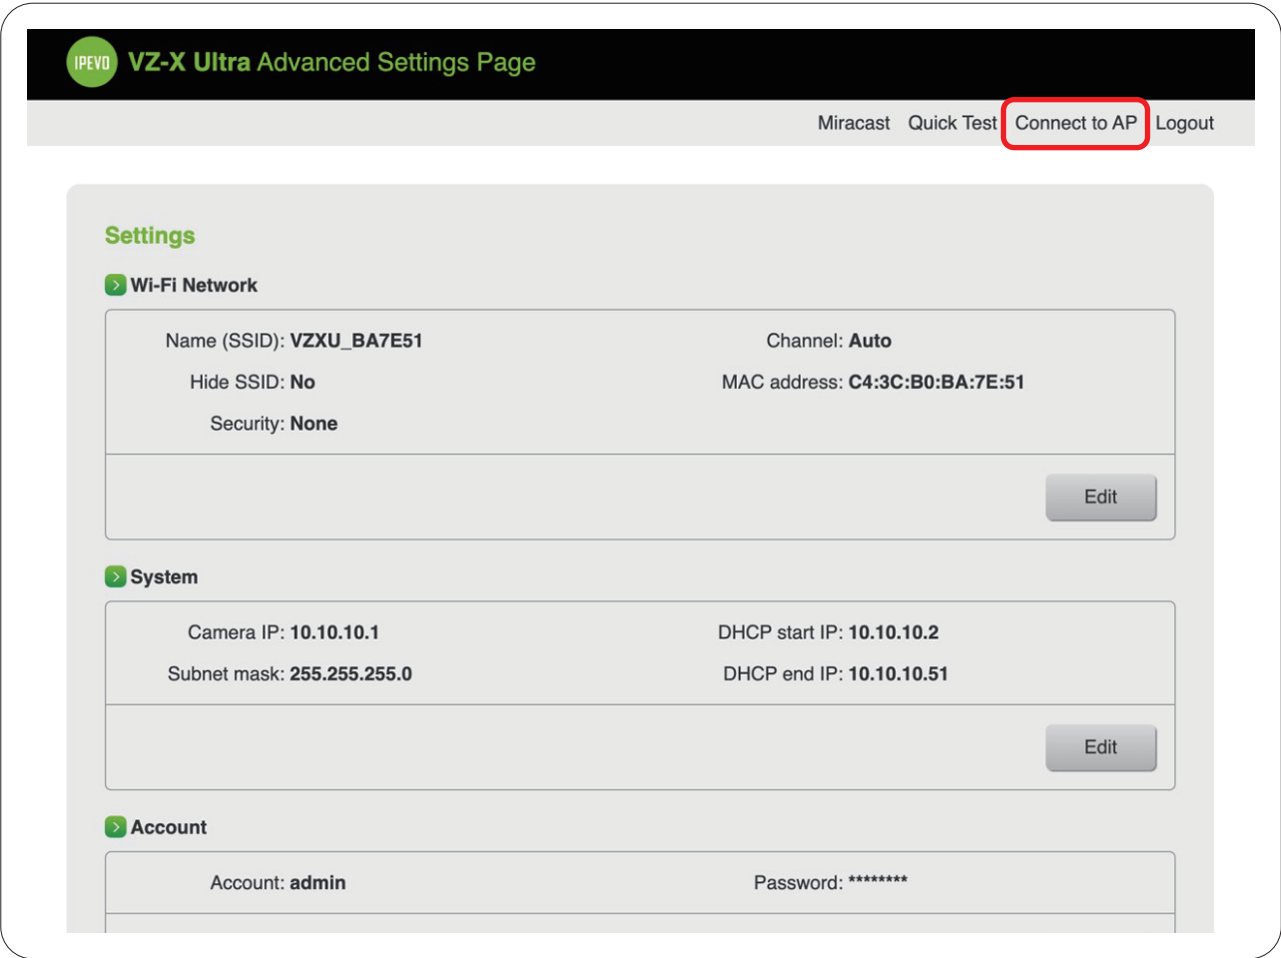 IPEVO VZ-X Ultra Advanced Settings Page
Miracast Quick Test Connect to AP Logout
Settings
Wi-Fi Network
Name (SSID): VZXU_BA7E51 Channel: Auto
Hide SSID: No MAC address: C4:3C:B0:BA:7E:51
Security: None
Edit
System
Camera IP: 10.10.10.1 DHCP start IP: 10.10.10.2
Subnet mask: 255.255.255.0 DHCP end IP: 10.10.10.51
Edit
Account
Account: admin Password: ********